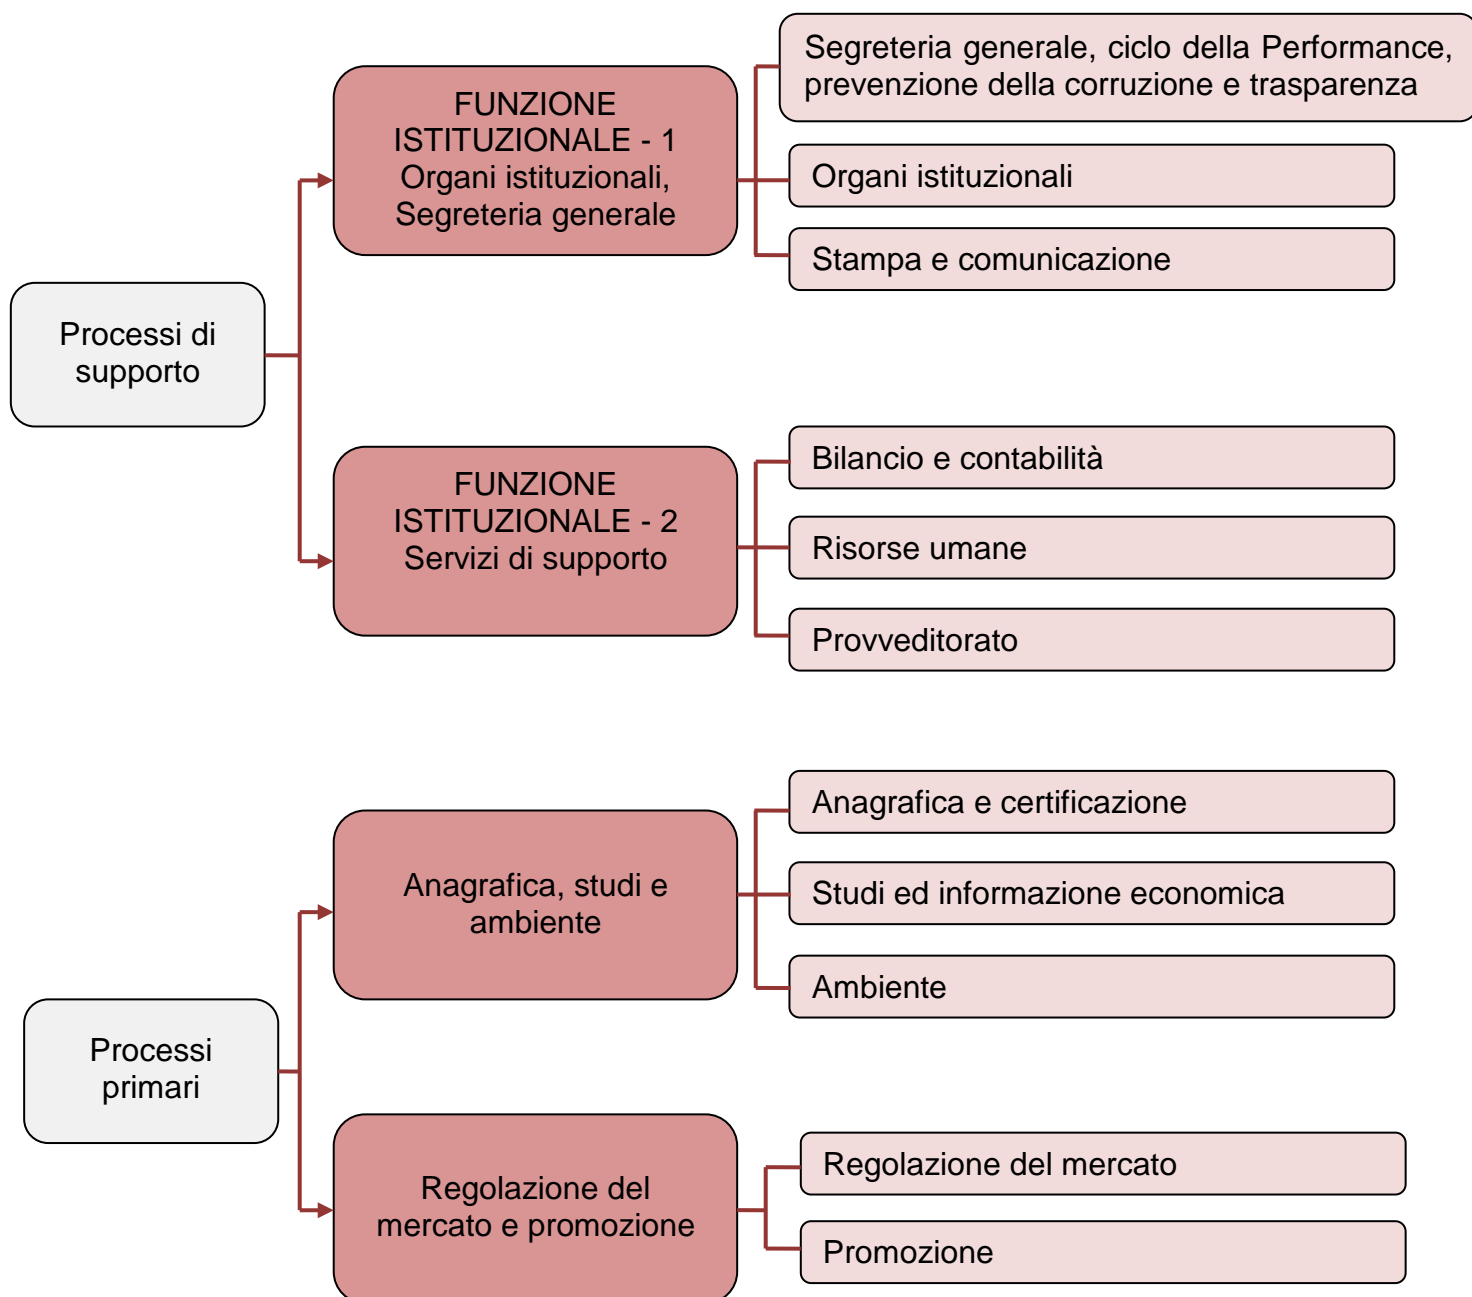 Processi di
supporto
FUNZIONE
ISTITUZIONALE - 1
Organi istituzionali,
Segreteria generale
Segreteria generale, ciclo della Performance,
prevenzione della corruzione e trasparenza
Organi istituzionali
Stampa e comunicazione
FUNZIONE
ISTITUZIONALE - 2
Servizi di supporto
Bilancio e contabilità
Risorse umane
Provveditorato
Processi
primari
Anagrafica, studi e
ambiente
Anagrafica e certificazione
Studi ed informazione economica
Ambiente
Regolazione del
mercato e promozione
Regolazione del mercato
Promozione